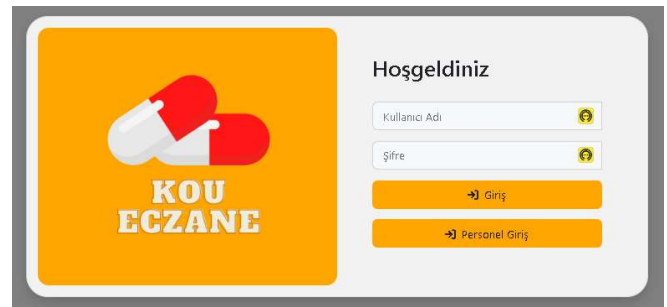 KOU
ECZANE
Hoşgeldiniz
Kullanıcı Adı
Şifre
Giriş
Personel Giriş